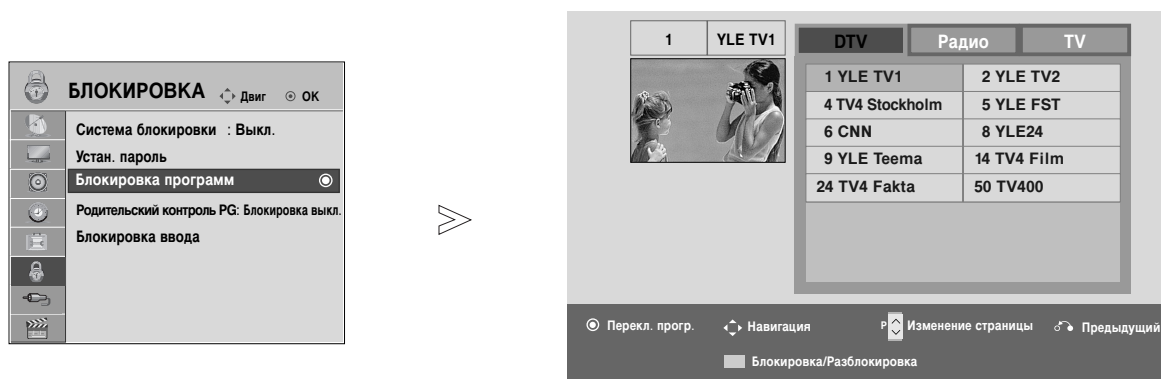 БЛОКИРОВКА Двиг OK
Система блокировки : Выкл.
Устан. пароль
Блокировка программ
Родительский контроль PG: Блокировка выкл.
Блокировка ввода
1 YLE TV1
DTV Радио TV
1 YLE TV1 2 YLE TV2
4 TV4 Stockholm 5 YLE FST
6 CNN 8 YLE24
9 YLE Teema 14 TV4 Film
24 TV4 Fakta 50 TV400
Перекл. прогр. Навигация P Изменение страницы Предыдущий
Блокировка/Разблокировка